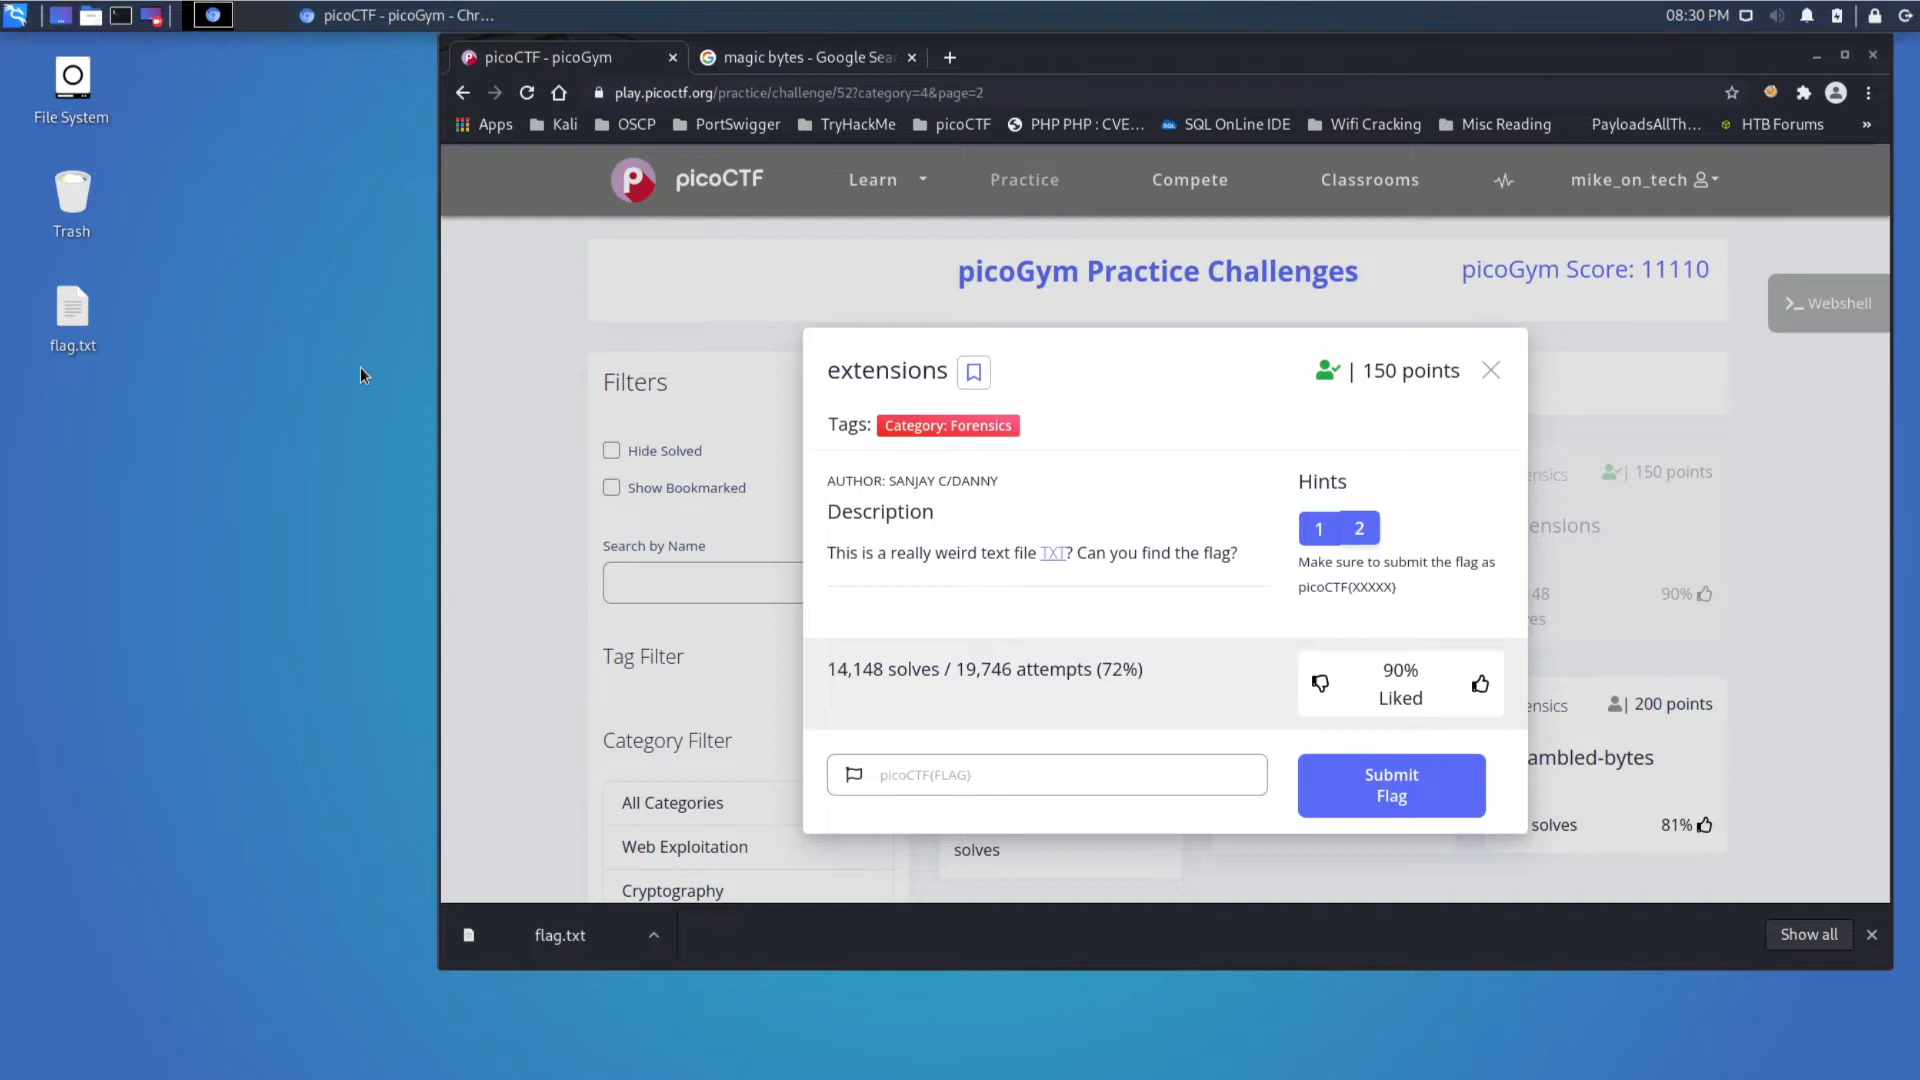 picoCTF - picoGym - Chr...
08:30 PM
File System
Trash
flag.txt
picoCTF - picoGym
magic bytes - Google Sea
play.picoctf.org/practice/challenge/52?category=4&page=2
Apps
Kali
OSCP
PortSwigger
TryHackMe
picoCTF
PHP PHP : CVE...
SQL OnLine IDE
Wifi Cracking
Misc Reading
PayloadsAllTh...
HTB Forums
»
picoCTF
Learn
Practice
Compete
Classrooms
mike_on_tech
picoGym Practice Challenges
picoGym Score: 11110
Webshell
Filters
Hide Solved
Show Bookmarked
Search by Name
Tag Filter
Category Filter
All Categories
Web Exploitation
Cryptography
extensions
| 150 points
Tags: Category: Forensics
AUTHOR: SANJAY C/DANNY
Description
This is a really weird text file TXT? Can you find the flag?
Hints
1 2
Make sure to submit the flag as
picoCTF{XXXXX}
14,148 solves / 19,746 attempts (72%)
90%
Liked
picoCTF{FLAG}
Submit
Flag
ensics
| 150 points
ensions
48
es
90%
ensics
| 200 points
ambled-bytes
solves
81%
solves
flag.txt
Show all